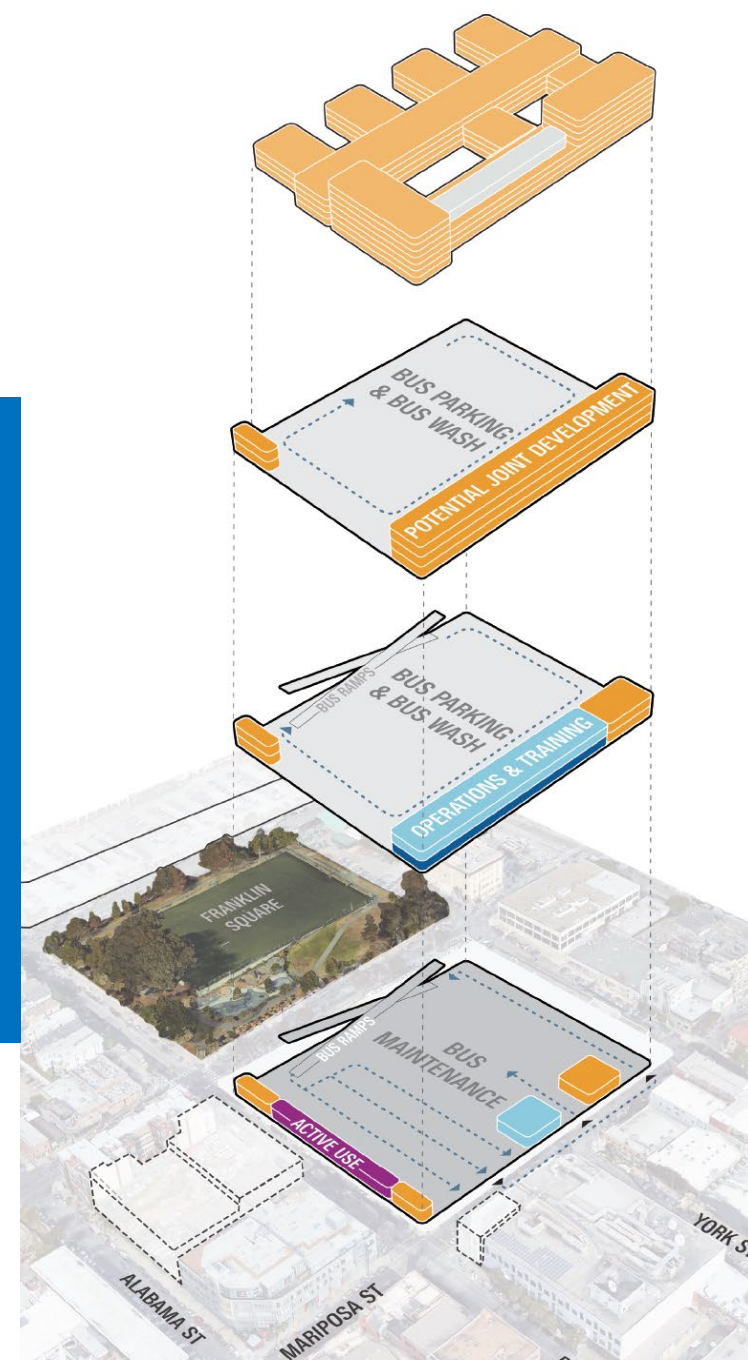 BUS PARKING
& BUS WASH
POTENTIAL JOINT DEVELOPMENT
BUS RAMPS
BUS PARKING
& BUS WASH
OPERATIONS & TRAINING
FRANKLIN
SQUARE
BUS RAMPS
BUS
MAINTENANCE
ACTIVE USE
YORK ST
ALABAMA ST
MARIPOSA ST